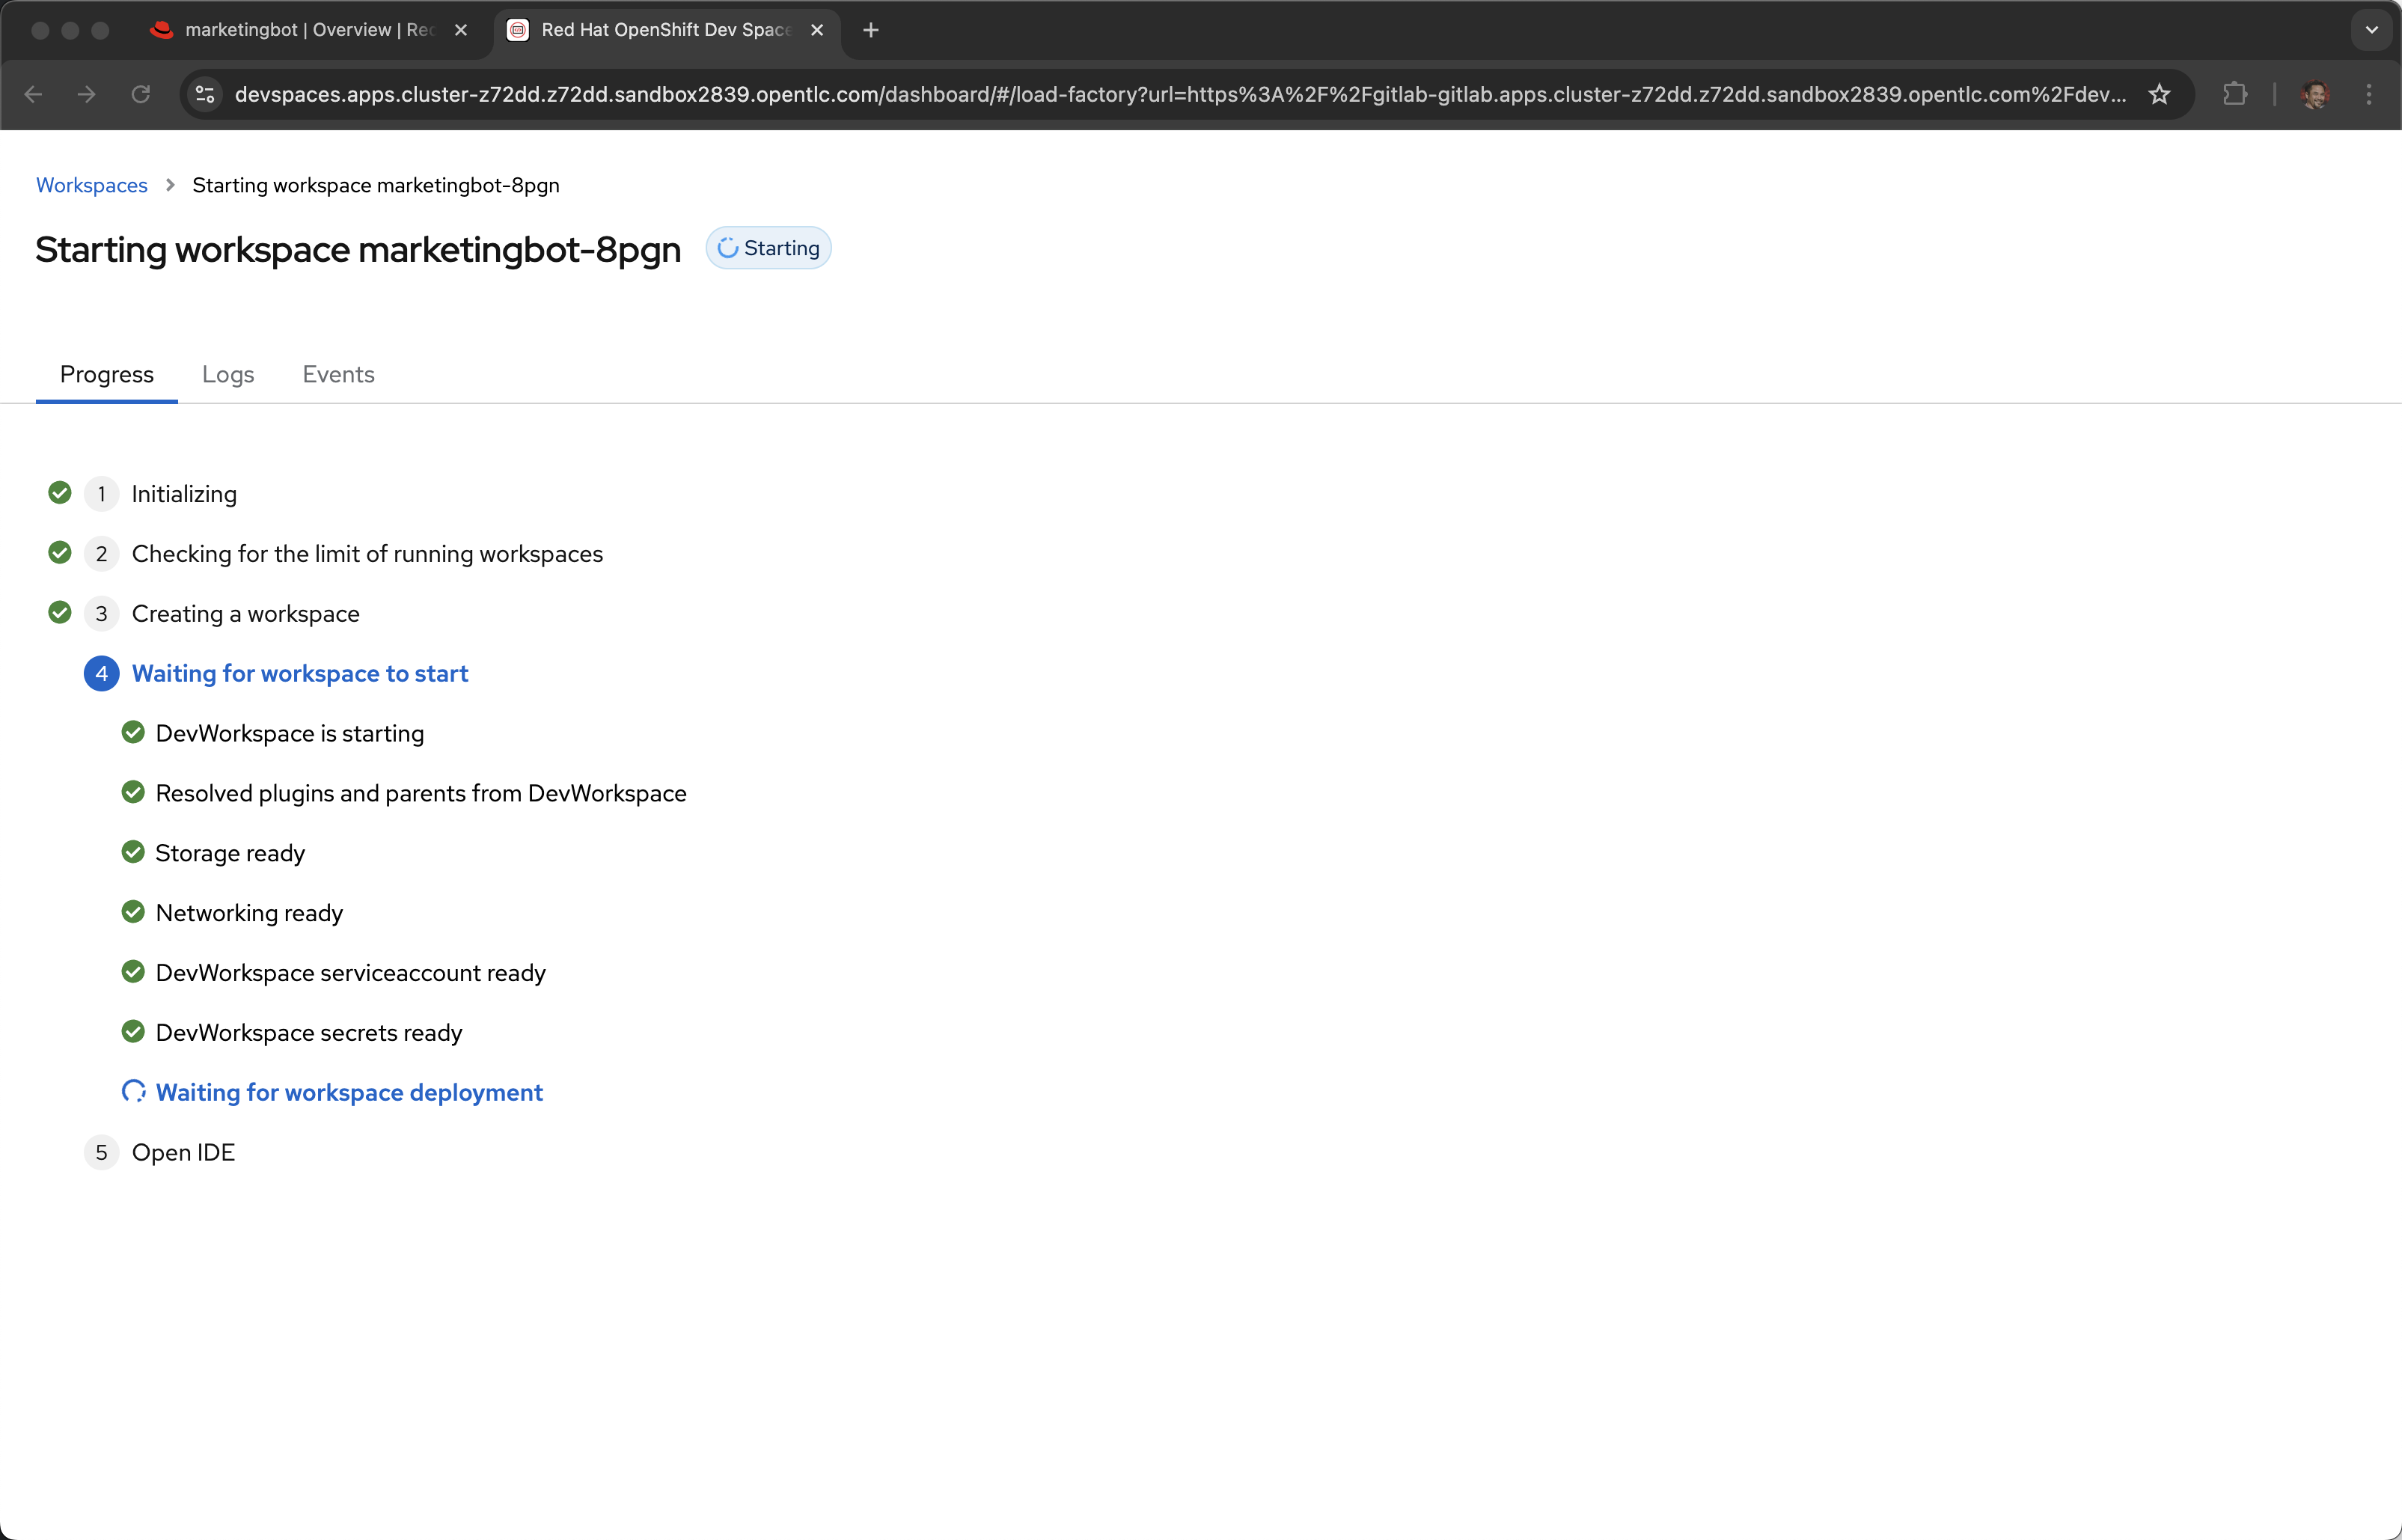 marketingbot | Overview | Red
Red Hat OpenShift Dev Space
devspaces.apps.cluster-z72dd.z72dd.sandbox2839.opentlc.com/dashboard/#/load-factory?url=https%3A%2F%2Fgitlab-gitlab.apps.cluster-z72dd.z72dd.sandbox2839.opentlc.com%2Fdev...
Workspaces > Starting workspace marketingbot-8pgn
Starting workspace marketingbot-8pgn Starting
Progress Logs Events
1 Initializing
2 Checking for the limit of running workspaces
3 Creating a workspace
4 Waiting for workspace to start
DevWorkspace is starting
Resolved plugins and parents from DevWorkspace
Storage ready
Networking ready
DevWorkspace serviceaccount ready
DevWorkspace secrets ready
Waiting for workspace deployment
5 Open IDE